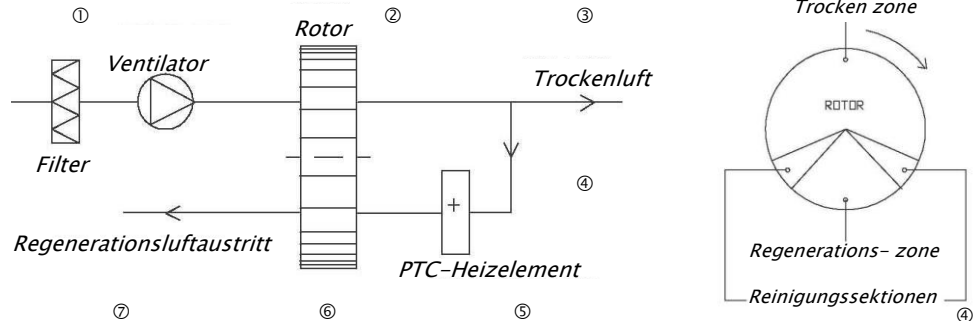 ① ② ③
Rotor
Ventilator
Trockenluft
Filter
④
Regenerationsluftaustritt
PTC-Heizelement
⑦ ⑥ ⑤
Trocken zone
ROTOR
Regenerations- zone
Reinigungssektionen
④